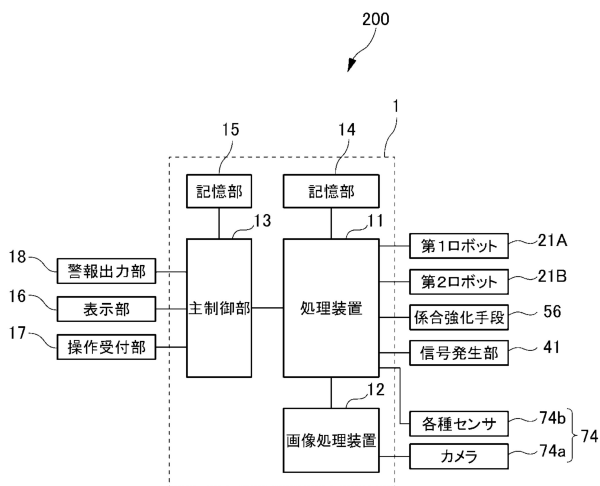 200
1
15
14
記憶部
記憶部
13
11
18
警報出力部
16
表示部
17
操作受付部
主制御部
処理装置
第1ロボット
21A
第2ロボット
21B
係合強化手段
56
信号発生部
41
12
画像処理装置
各種センサ
74b
カメラ
74a
74